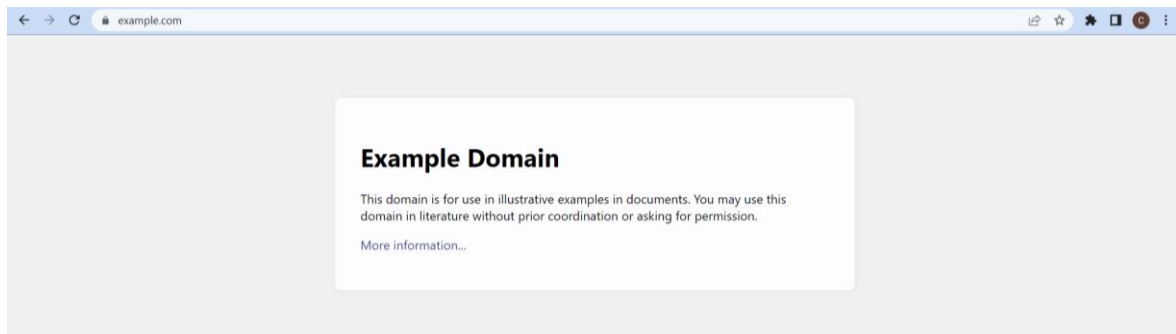 example.com
C
Example Domain
This domain is for use in illustrative examples in documents. You may use this
domain in literature without prior coordination or asking for permission.
More information...